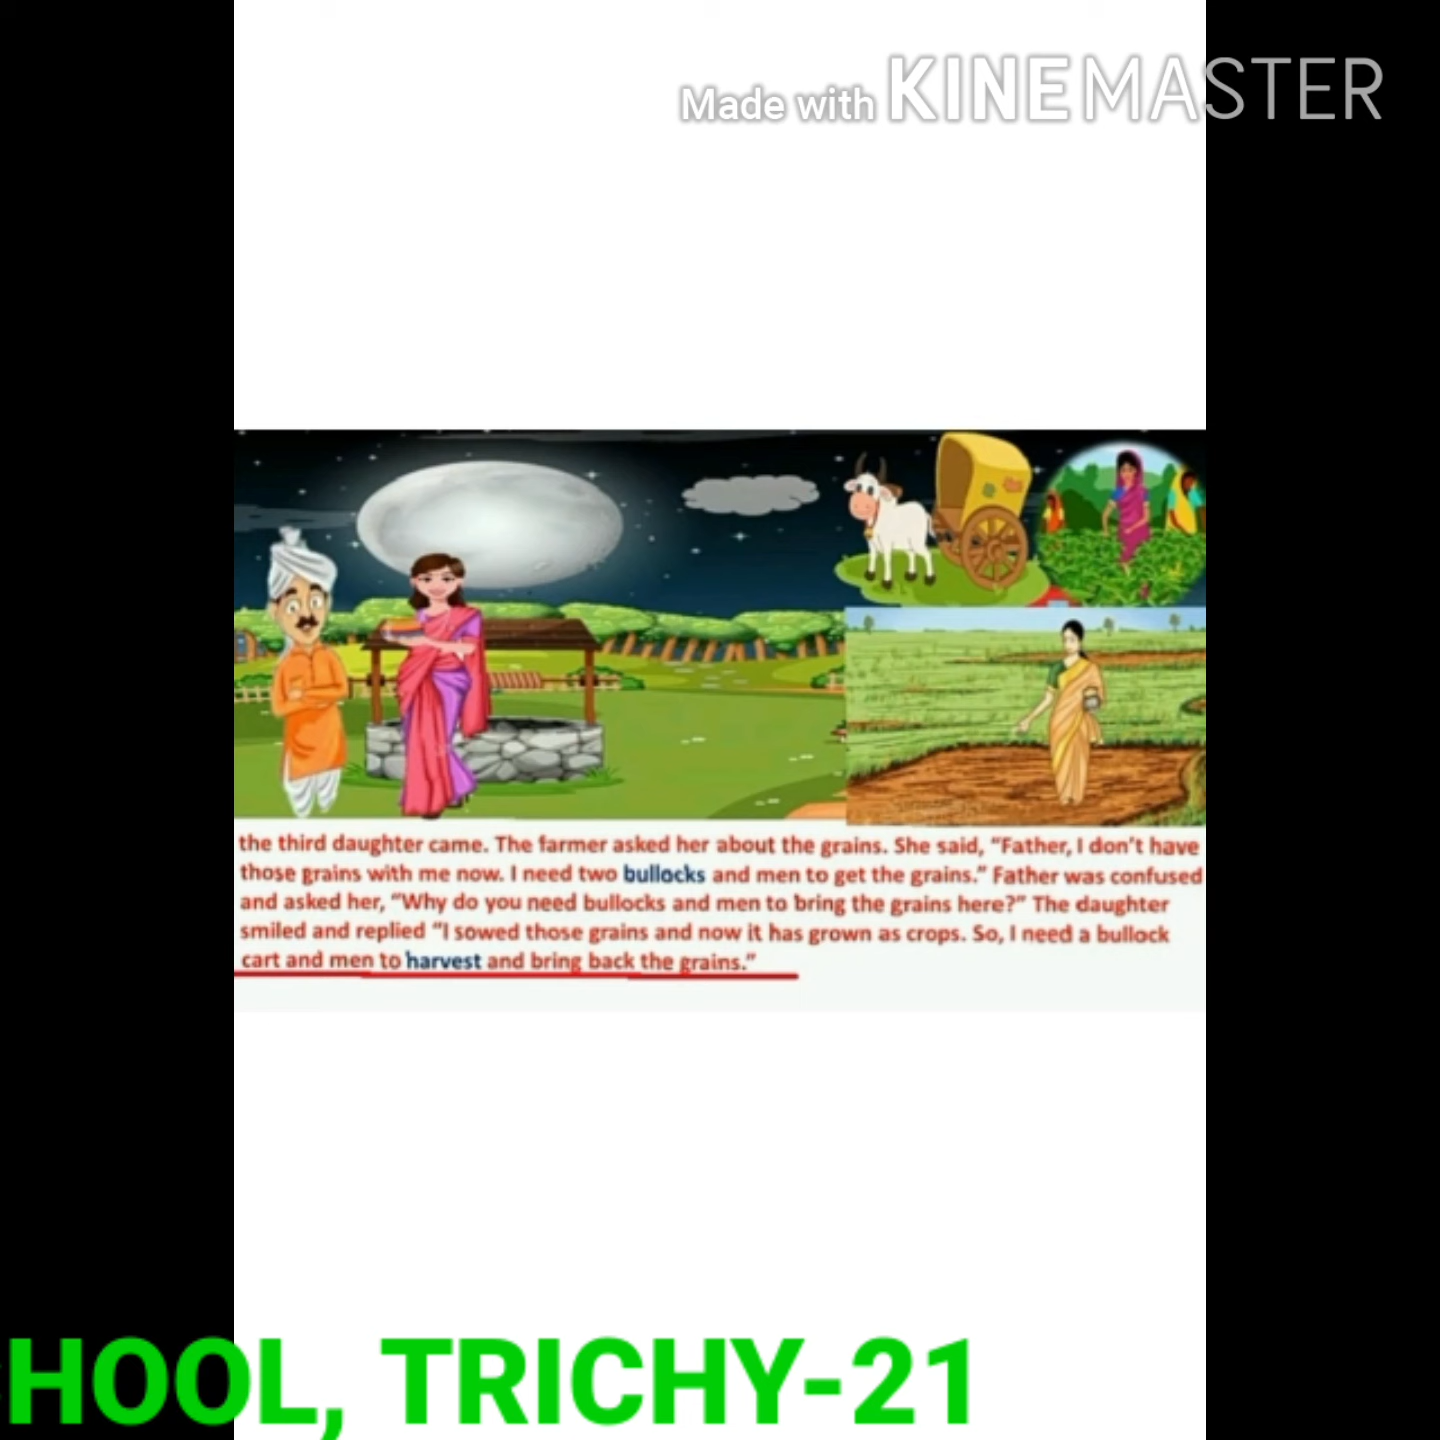 Made with KINEMASTER
the third daughter came. The farmer asked her about the grains. She said, "Father, I don't have
those grains with me now. I need two bullocks and men to get the grains." Father was confused
and asked her, "Why do you need bullocks and men to bring the grains here?" The daughter
smiled and replied "I sowed those grains and now it has grown as crops. So, I need a bullock
cart and men to harvest and bring back the grains."
HOOL, TRICHY-21